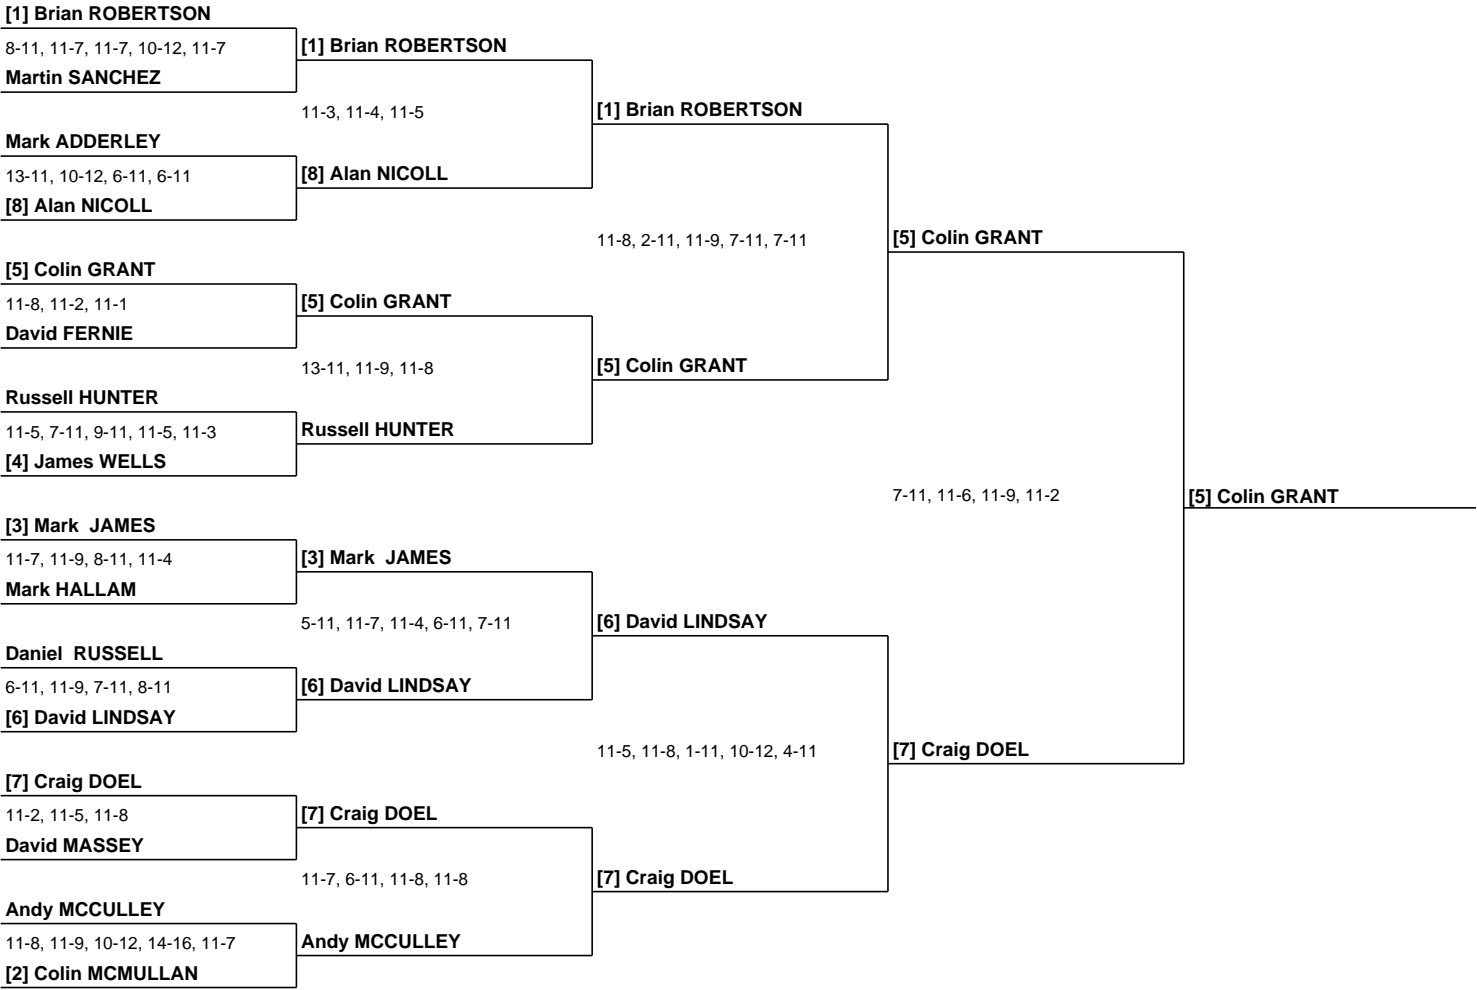 [1] Brian ROBERTSON
8-11, 11-7, 11-7, 10-12, 11-7
Martin SANCHEZ
Mark ADDERLEY
13-11, 10-12, 6-11, 6-11
[8] Alan NICOLL
[5] Colin GRANT
11-8, 11-2, 11-1
David FERNIE
Russell HUNTER
11-5, 7-11, 9-11, 11-5, 11-3
[4] James WELLS
[3] Mark  JAMES
11-7, 11-9, 8-11, 11-4
Mark HALLAM
Daniel  RUSSELL
6-11, 11-9, 7-11, 8-11
[6] David LINDSAY
[7] Craig DOEL
11-2, 11-5, 11-8
David MASSEY
Andy MCCULLEY
11-8, 11-9, 10-12, 14-16, 11-7
[2] Colin MCMULLAN
[1] Brian ROBERTSON
11-3, 11-4, 11-5
[8] Alan NICOLL
[5] Colin GRANT
13-11, 11-9, 11-8
Russell HUNTER
[3] Mark  JAMES
5-11, 11-7, 11-4, 6-11, 7-11
[6] David LINDSAY
[7] Craig DOEL
11-7, 6-11, 11-8, 11-8
Andy MCCULLEY
[1] Brian ROBERTSON
11-8, 2-11, 11-9, 7-11, 7-11
[5] Colin GRANT
[6] David LINDSAY
11-5, 11-8, 1-11, 10-12, 4-11
[7] Craig DOEL
[5] Colin GRANT
7-11, 11-6, 11-9, 11-2
[7] Craig DOEL
[5] Colin GRANT